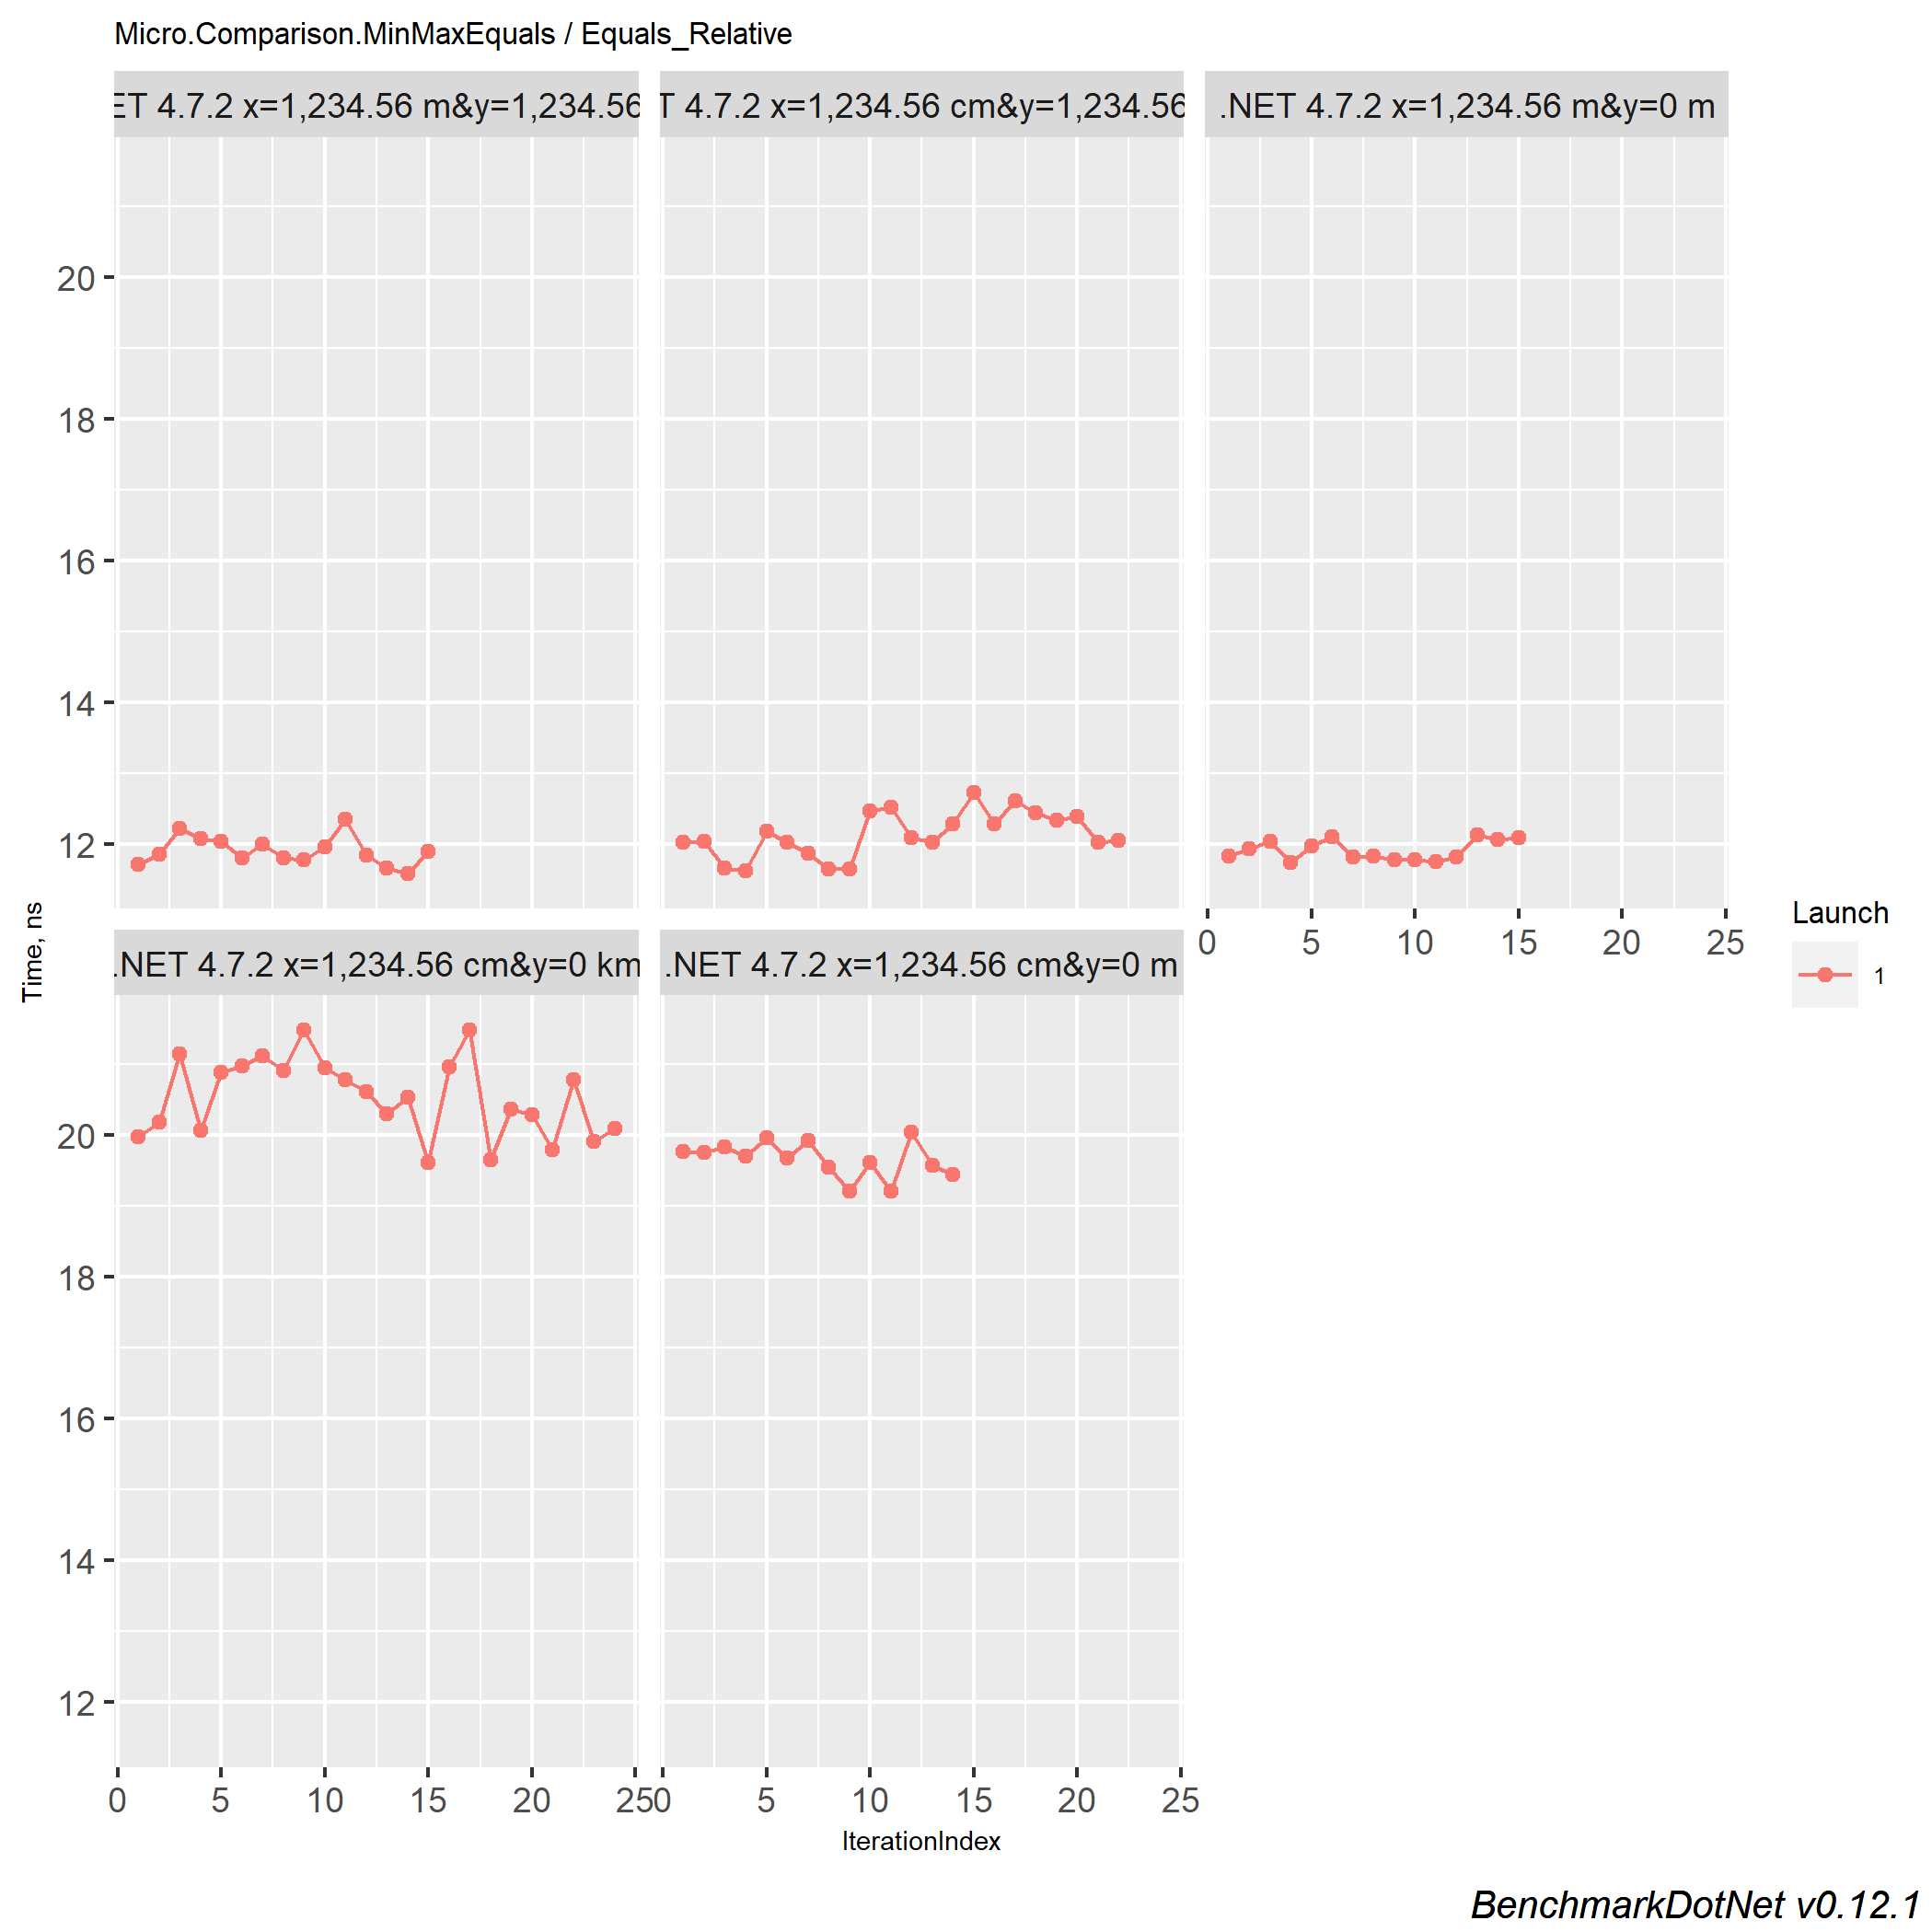 Micro.Comparison.MinMaxEquals / Equals_Relative
ET 4.7.2 x=1,234.56 m&y=1,234.56
T 4.7.2 x=1,234.56 cm&y=1,234.56
.NET 4.7.2 x=1,234.56 m&y=0 m
20
18
16
14
12
0 5 10 15 20 25
Time, ns
Launch
1
.NET 4.7.2 x=1,234.56 cm&y=0 km
.NET 4.7.2 x=1,234.56 cm&y=0 m
20
18
16
14
12
0 5 10 15 20 25
0 5 10 15 20 25
IterationIndex
BenchmarkDotNet v0.12.1